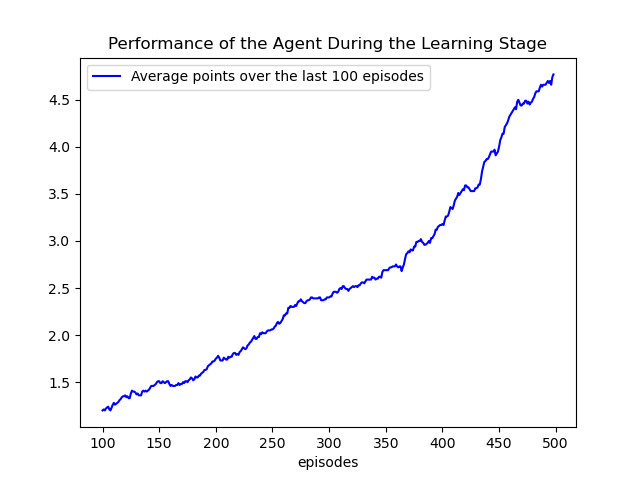 Performance of the Agent During the Learning Stage
Average points over the last 100 episodes
4.5
4.0
3.5
3.0
2.5
2.0
1.5
100 150 200 250 300 350 400 450 500
episodes